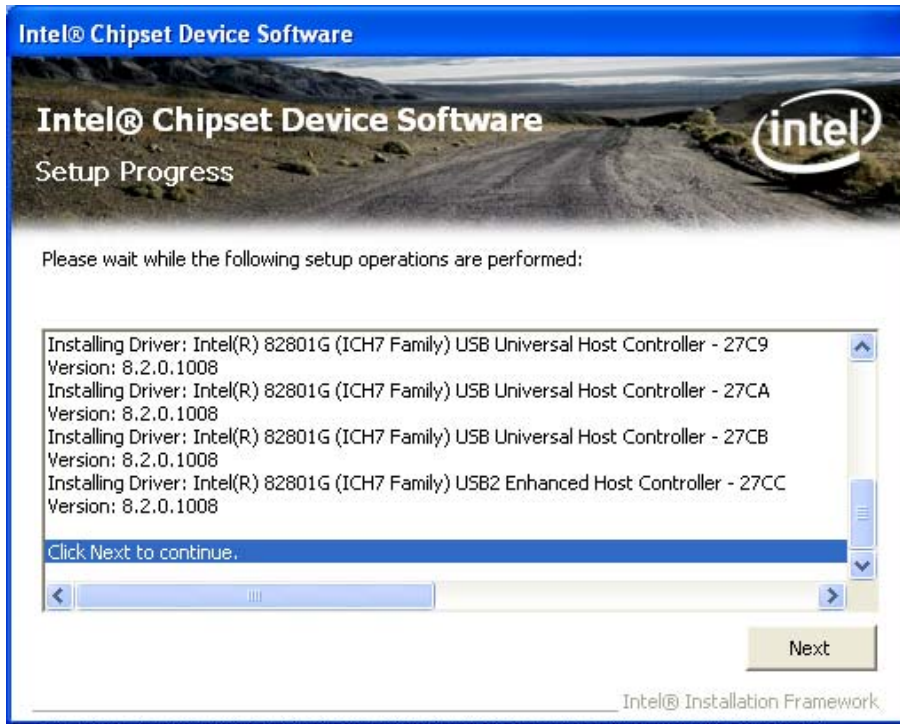 Intel® Chipset Device Software
Intel® Chipset Device Software
intel
Setup Progress
Please wait while the following setup operations are performed:
Installing Driver: Intel(R) 82801G (ICH7 Family) USB Universal Host Controller - 27C9
Version: 8.2.0.1008
Installing Driver: Intel(R) 82801G (ICH7 Family) USB Universal Host Controller - 27CA
Version: 8.2.0.1008
Installing Driver: Intel(R) 82801G (ICH7 Family) USB Universal Host Controller - 27CB
Version: 8.2.0.1008
Installing Driver: Intel(R) 82801G (ICH7 Family) USB2 Enhanced Host Controller - 27CC
Version: 8.2.0.1008
Click Next to continue.
Next
Intel® Installation Framework